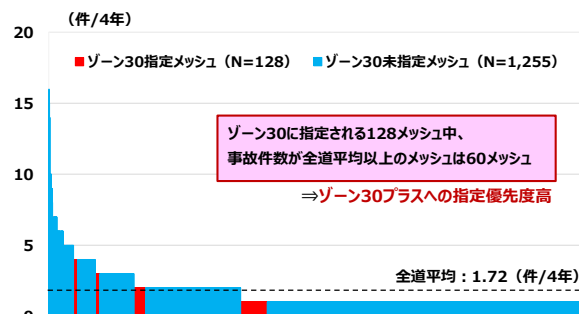 （件/4年）
20
■ゾーン30指定メッシュ（N=128） ■ゾーン30未指定メッシュ（N=1,255）
15
ゾーン30に指定される128メッシュ中、
事故件数が全道平均以上のメッシュは60メッシュ
10
⇒ゾーン30プラスへの指定優先度高
5
全道平均：1.72（件/4年）
0